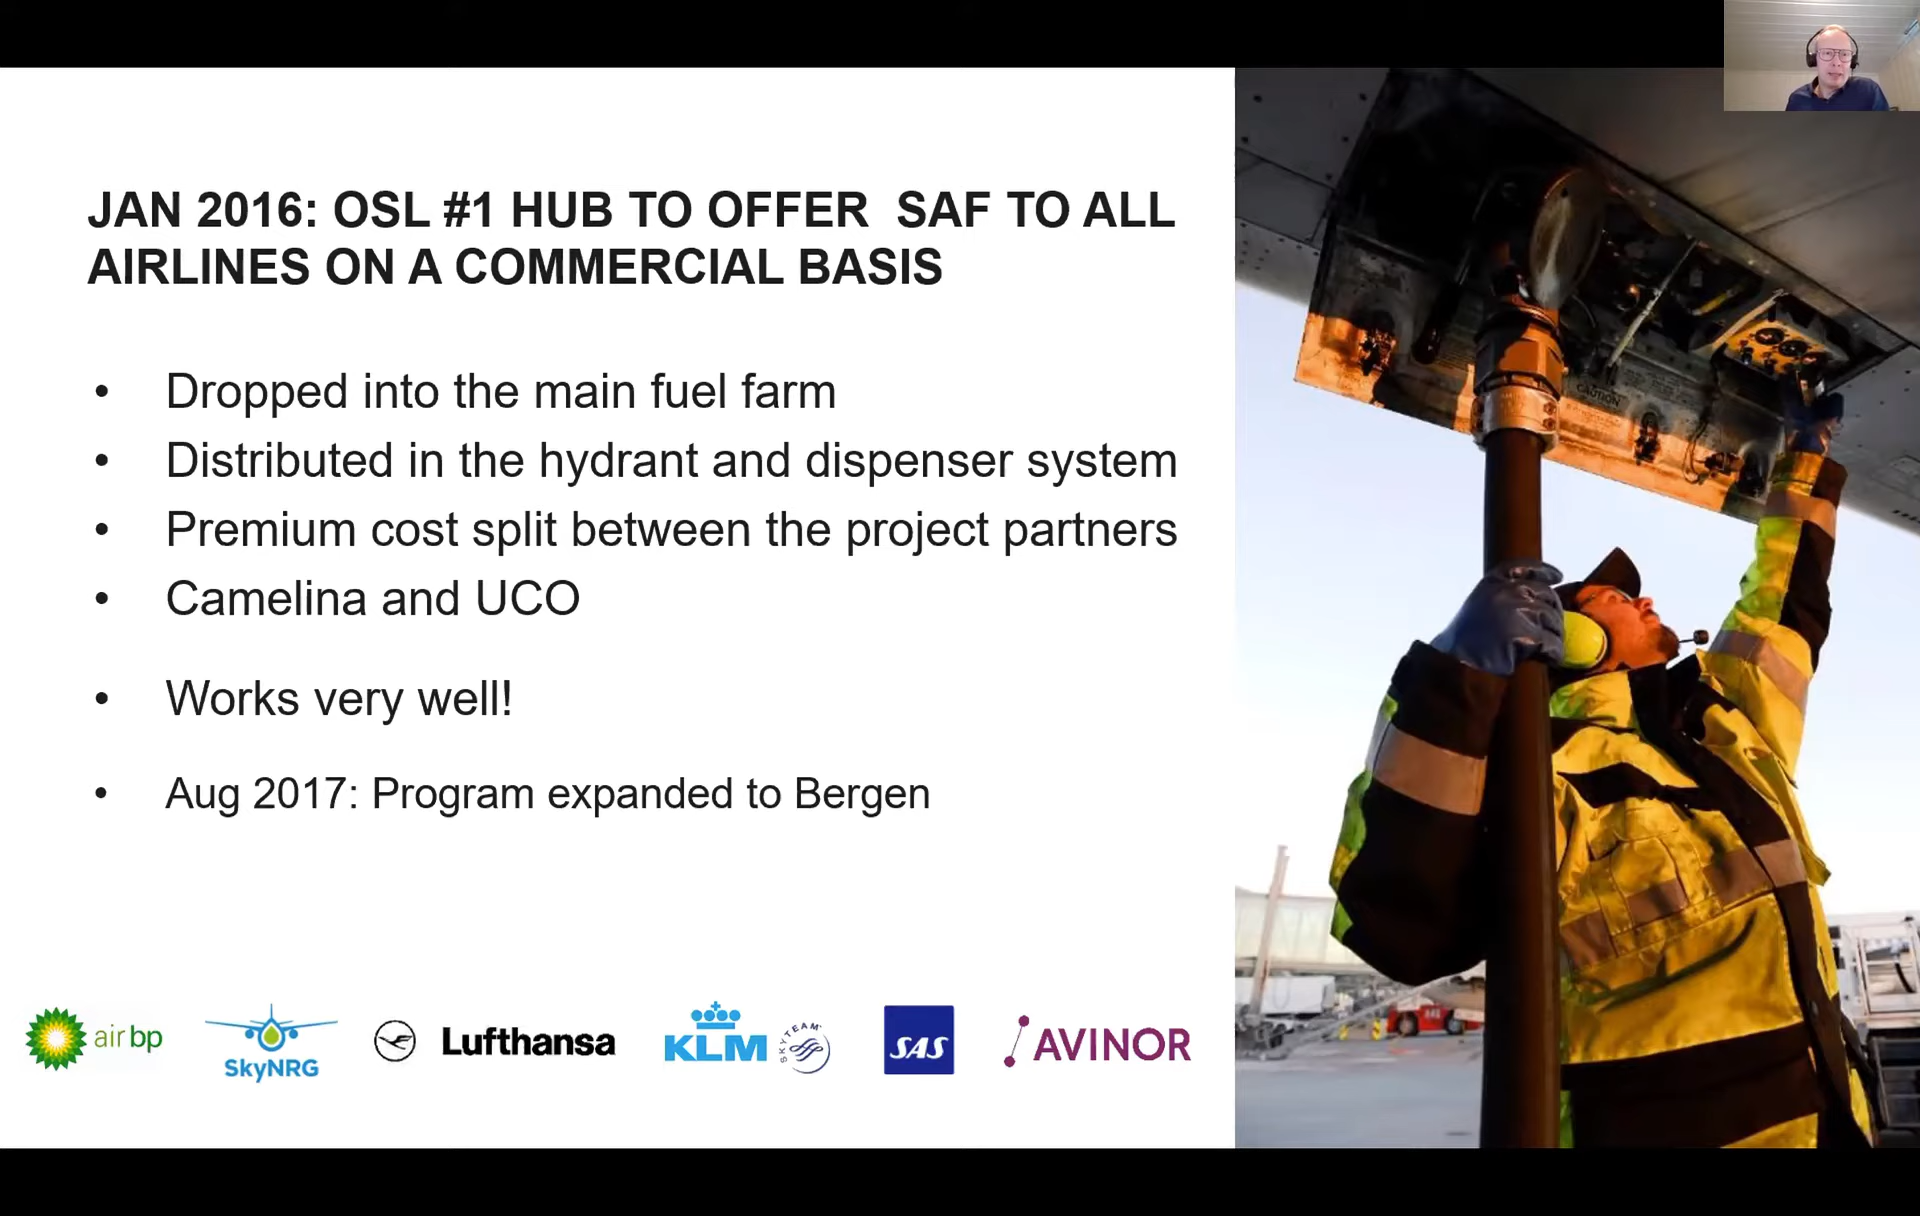 JAN 2016: OSL #1 HUB TO OFFER SAF TO ALL
AIRLINES ON A COMMERCIAL BASIS
• Dropped into the main fuel farm
• Distributed in the hydrant and dispenser system
• Premium cost split between the project partners
• Camelina and UCO
• Works very well!
• Aug 2017: Program expanded to Bergen
air bp
SkyNRG
Lufthansa
KLM
SKYTEAM
SAS
AVINOR
CAUTION